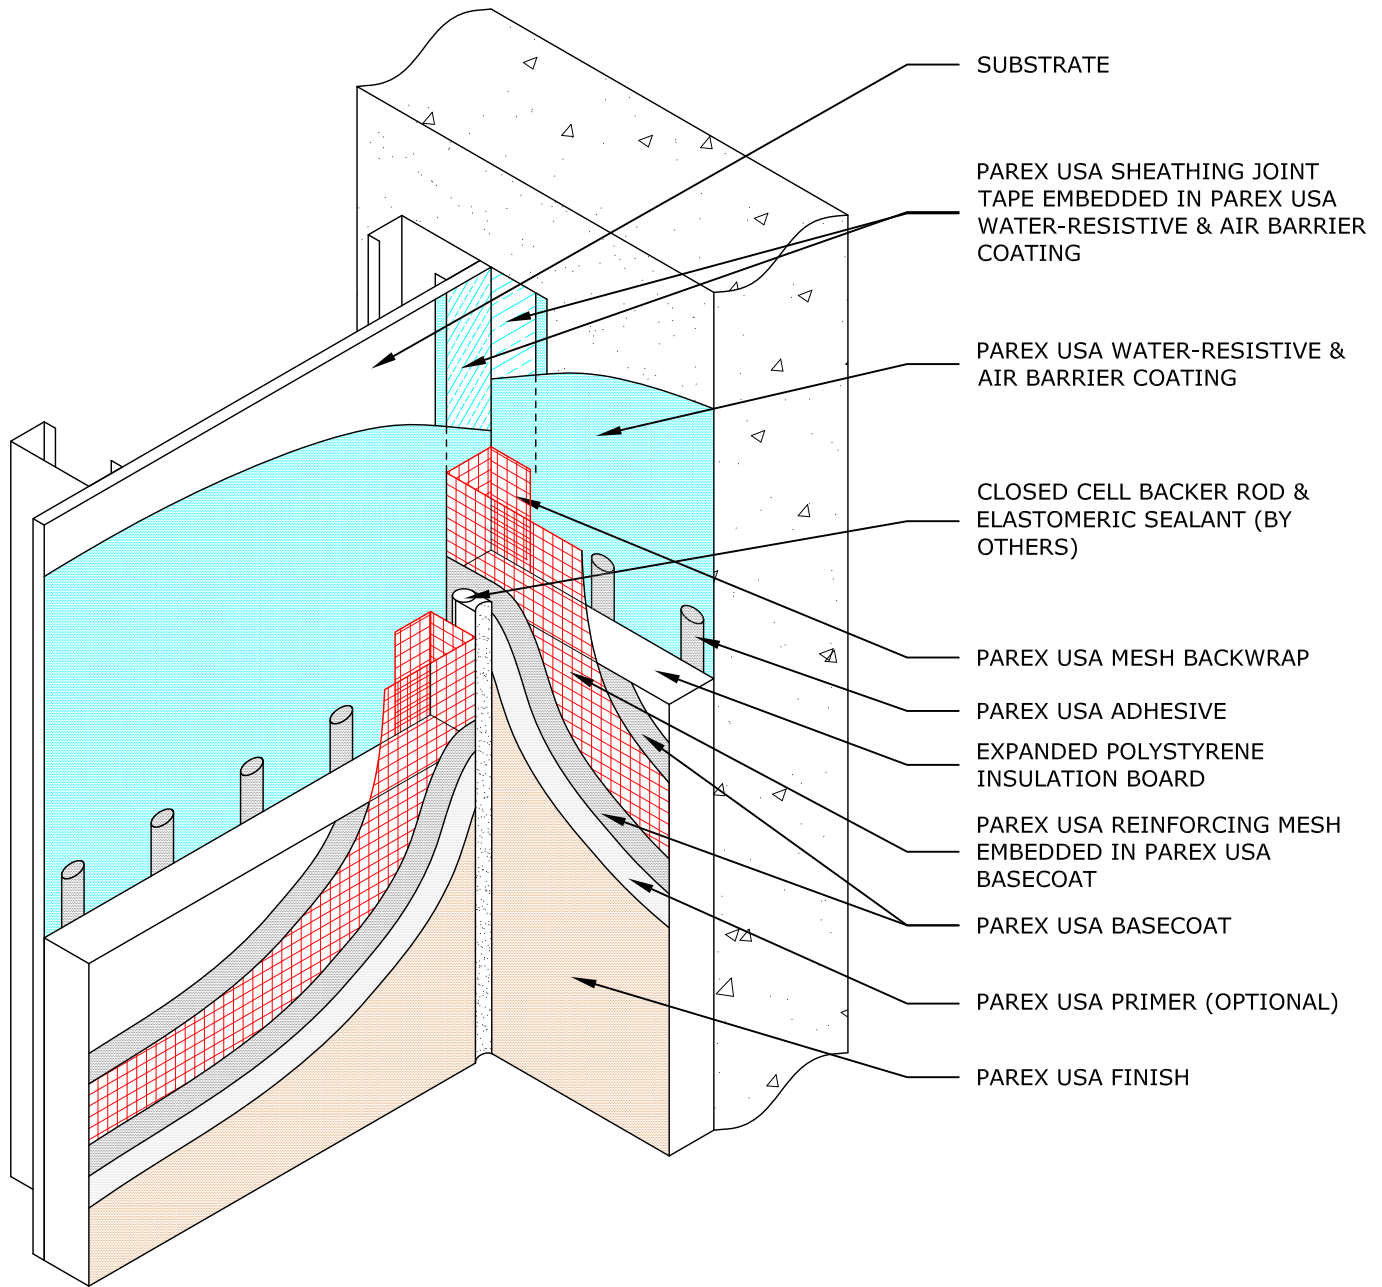 SUBSTRATE
PAREX USA SHEATHING JOINT
TAPE EMBEDDED IN PAREX USA
WATER-RESISTIVE & AIR BARRIER
COATING
PAREX USA WATER-RESISTIVE &
AIR BARRIER COATING
CLOSED CELL BACKER ROD &
ELASTOMERIC SEALANT (BY
OTHERS)
PAREX USA MESH BACKWRAP
PAREX USA ADHESIVE
EXPANDED POLYSTYRENE
INSULATION BOARD
PAREX USA REINFORCING MESH
EMBEDDED IN PAREX USA
BASECOAT
PAREX USA BASECOAT
PAREX USA PRIMER (OPTIONAL)
PAREX USA FINISH